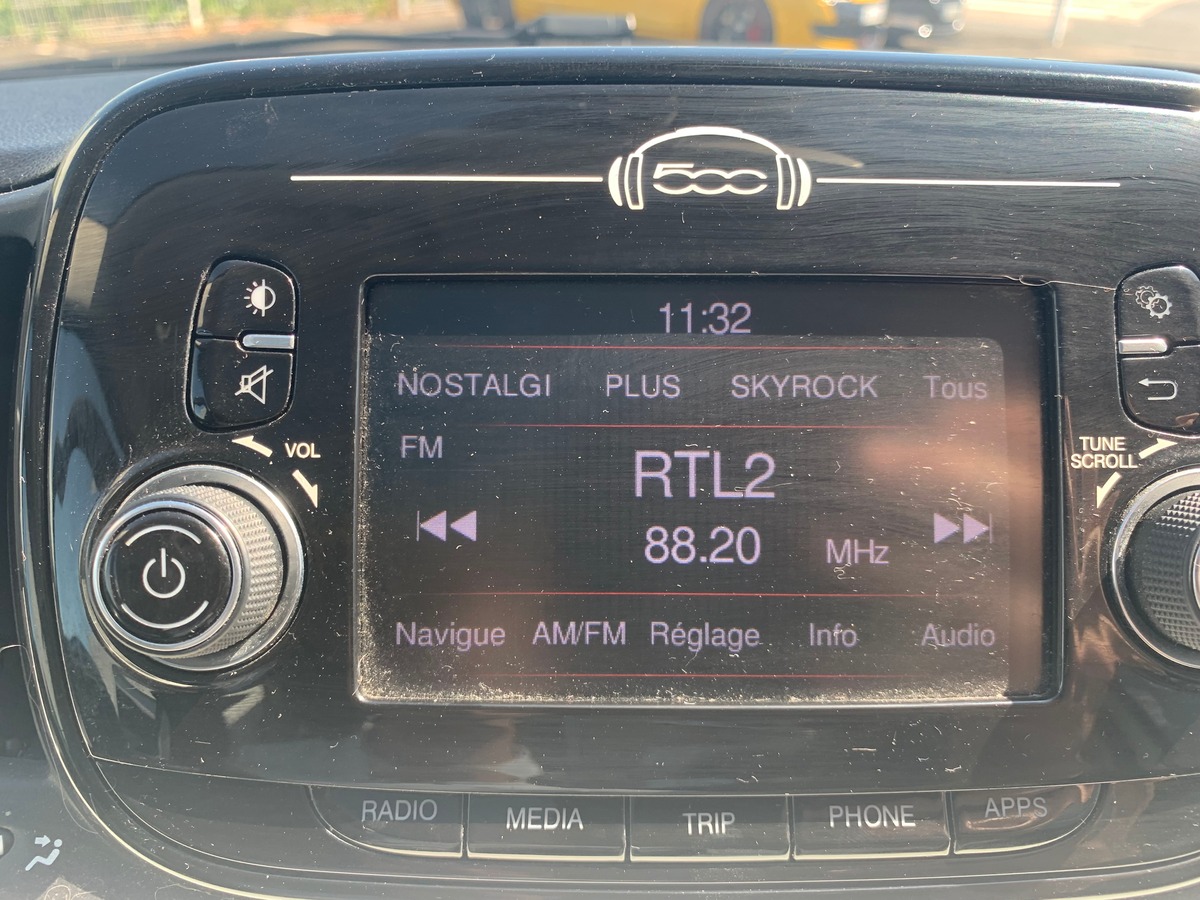 500
11:32
NOSTALGI PLUS SKYROCK Tous
VOL
FM
TUNE
SCROLL
RTL2
88.20 MHz
Navigue AM/FM Réglage Info Audio
RADIO MEDIA TRIP PHONE APPS